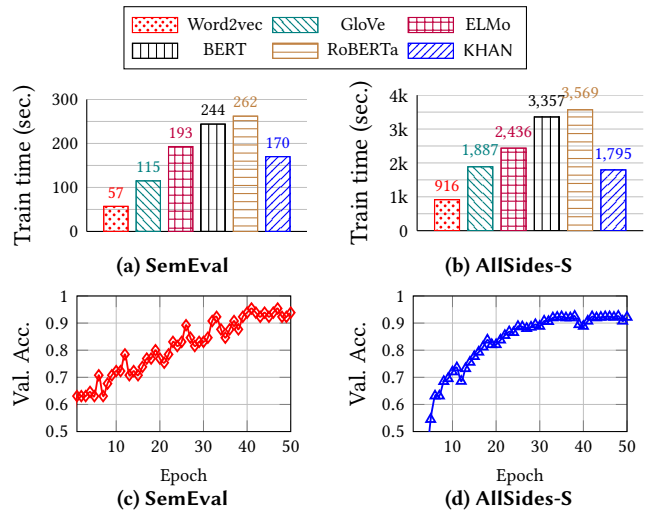 Word2vec GloVe ELMo
BERT RoBERTa KHAN
Train time (sec.)
300
200
100
0
57
115
193
244
262
170
(a) SemEval
Train time (sec.)
4k
3k
2k
1k
0
916
1,887
2,436
3,357
3,569
1,795
(b) AllSides-S
Val. Acc.
1
0.9
0.8
0.7
0.6
0.5
10 20 30 40 50
Epoch
(c) SemEval
Val. Acc.
1
0.9
0.8
0.7
0.6
0.5
10 20 30 40 50
Epoch
(d) AllSides-S